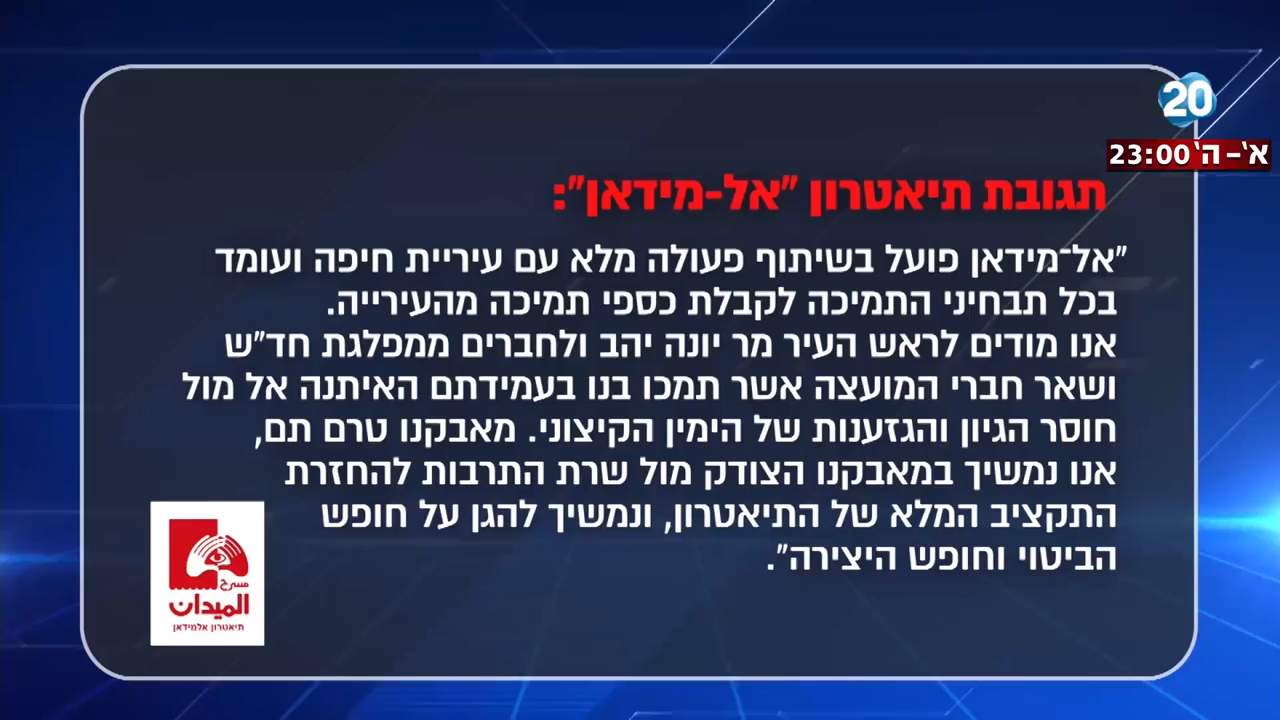 20
א'-ה' 23:00
תגובת תיאטרון "אל-מידאן":
"אל־מידאן פועל בשיתוף פעולה מלא עם עיריית חיפה ועומד
בכל תבחיני התמיכה לקבלת כספי תמיכה מהעירייה.
אנו מודים לראש העיר מר יונה יהב ולחברים ממפלגת חד"ש
ושאר חברי המועצה אשר תמכו בנו בעמידתם האיתנה אל מול
חוסר הגיון והגזענות של הימין הקיצוני. מאבקנו טרם תם,
אנו נמשיך במאבקנו הצודק מול שרת התרבות להחזרת
התקציב המלא של התיאטרון, ונמשיך להגן על חופש
הביטוי וחופש היצירה".
مسرح
الميدان
תיאטרון אלמידאן